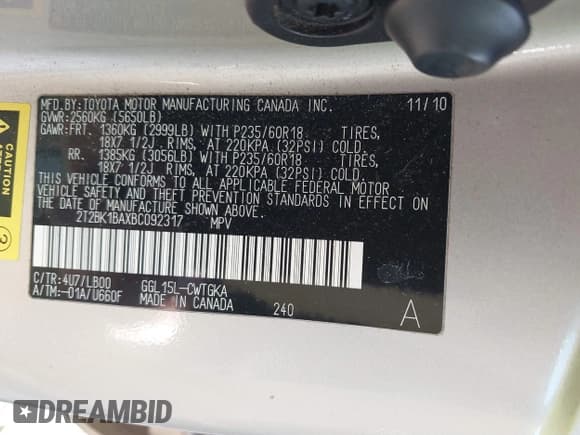 MFD.BY:TOYOTA MOTOR MANUFACTURING CANADA INC. 11/10
GVWR:2560KG (5650LB)
GAWR:FRT. 1360KG (2999LB) WITH P235/60R18 TIRES,
18X7 1/2J RIMS, AT 220KPA (32PSI) COLD.
RR. 1385KG (3056LB) WITH P235/60R18 TIRES,
18X7 1/2J RIMS, AT 220KPA (32PSI) COLD.
THIS VEHICLE CONFORMS TO ALL APPLICABLE FEDERAL MOTOR
VEHICLE SAFETY AND THEFT PREVENTION STANDARDS IN EFFECT ON
THE DATE OF MANUFACTURE SHOWN ABOVE.
2T2BK1BAXBC092317 MPV
C/TR:4U7/LB00 GGL15L-CWTGKA
A/TM:-01A/U660F MADE IN CANADA 240 A
CAUTION
DREAMBID